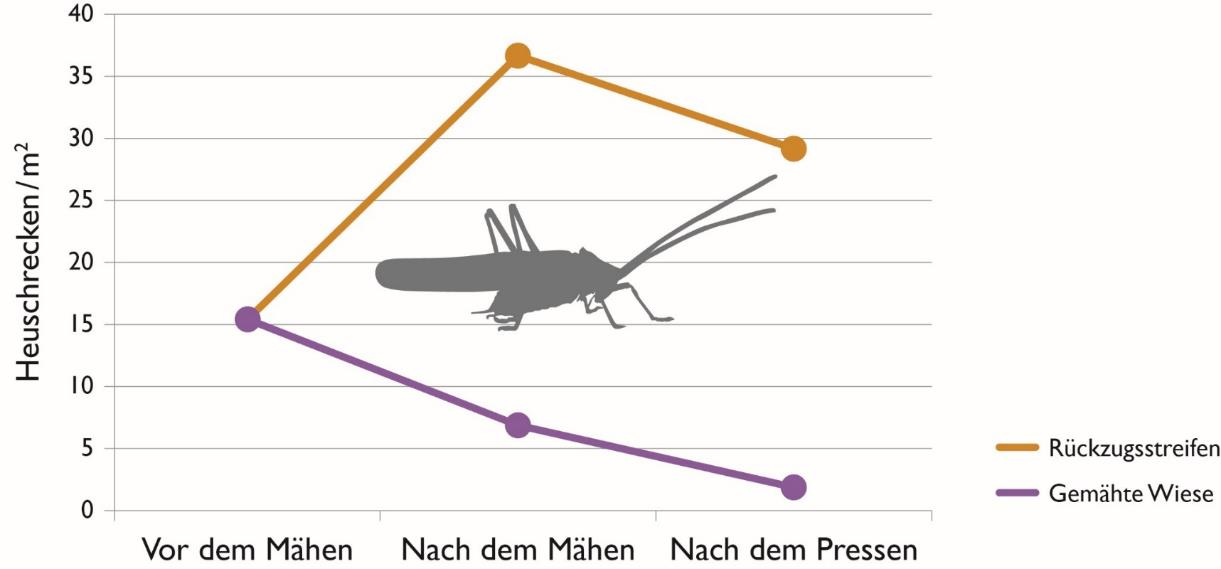 40
35
30
25
20
15
10
5
0
Heuschrecken/m²
Vor dem Mähen
Nach dem Mähen
Nach dem Pressen
Rückzugsstreifen
Gemähte Wiese